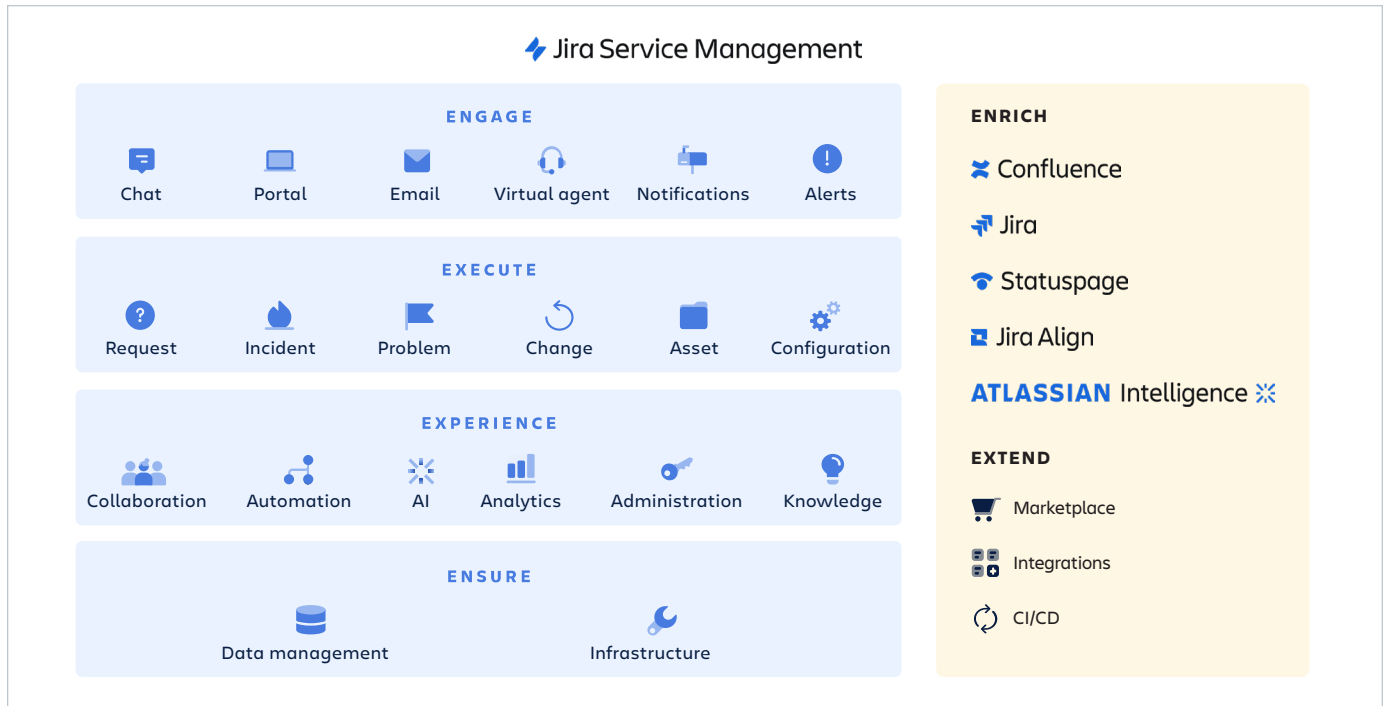 Jira Service Management
ENGAGE
Chat Portal Email Virtual agent Notifications Alerts
EXECUTE
Request Incident Problem Change Asset Configuration
EXPERIENCE
Collaboration Automation AI Analytics Administration Knowledge
ENSURE
Data management Infrastructure
ENRICH
Confluence
Jira
Statuspage
Jira Align
ATLASSIAN Intelligence
EXTEND
Marketplace
Integrations
CI/CD